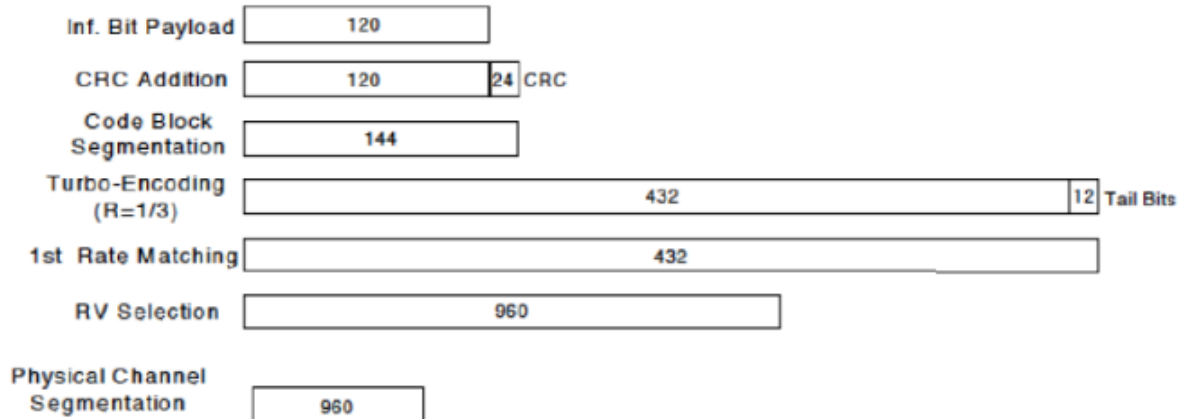 Inf. Bit Payload 120
CRC Addition 120 24 CRC
Code Block
Segmentation 144
Turbo-Encoding
(R=1/3) 432 12 Tail Bits
1st Rate Matching 432
RV Selection 960
Physical Channel
Segmentation 960